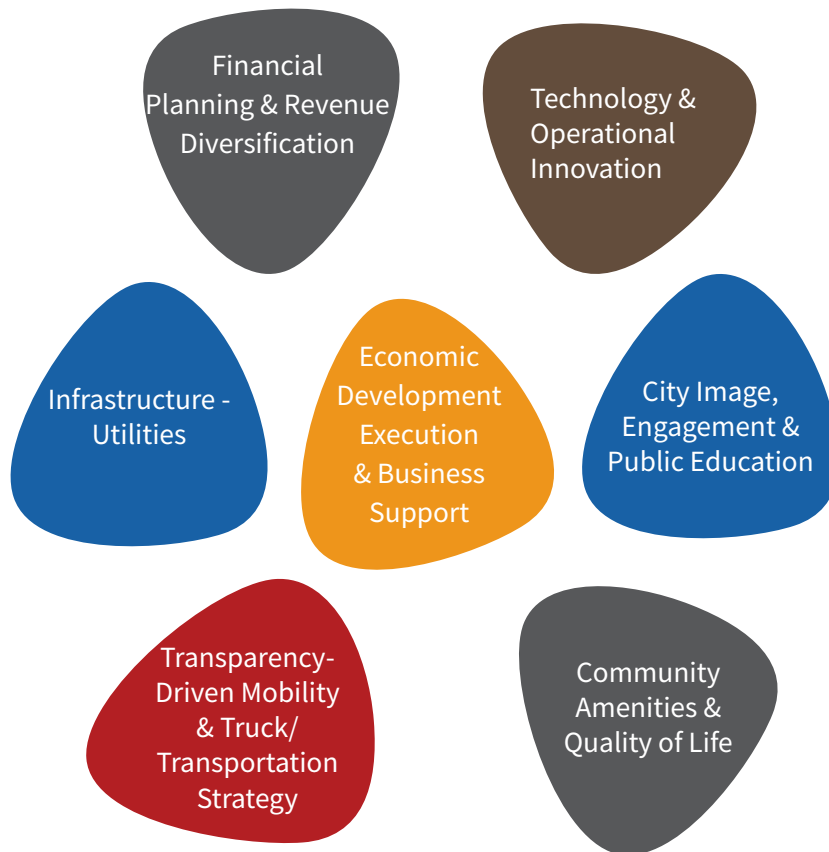 Financial
Planning & Revenue
Diversification
Technology &
Operational
Innovation
Infrastructure -
Utilities
Economic
Development
Execution
& Business
Support
City Image,
Engagement &
Public Education
Transparency-
Driven Mobility
& Truck/
Transportation
Strategy
Community
Amenities &
Quality of Life